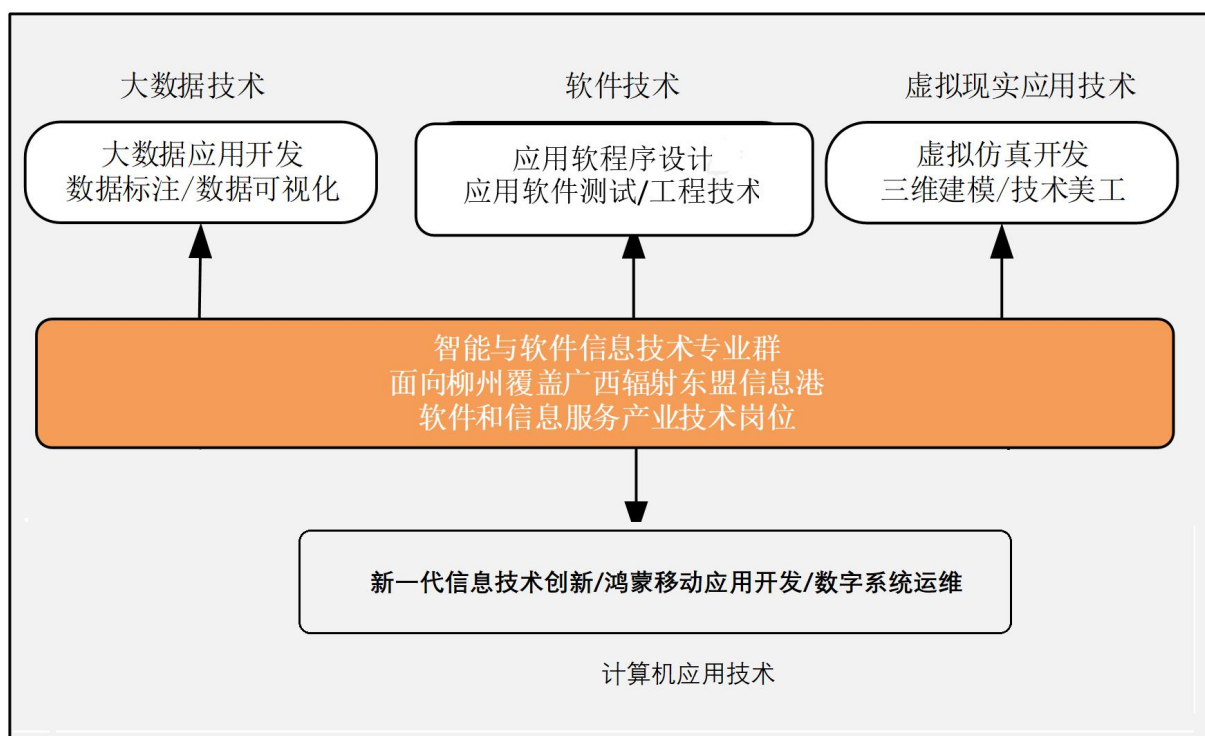 大数据技术
软件技术
虚拟现实应用技术
大数据应用开发
数据标注/数据可视化
应用软程序设计
应用软件测试/工程技术
虚拟仿真开发
三维建模/技术美工
智能与软件信息技术专业群
面向柳州覆盖广西辐射东盟信息港
软件和信息服务产业技术岗位
新一代信息技术创新/鸿蒙移动应用开发/数字系统运维
计算机应用技术